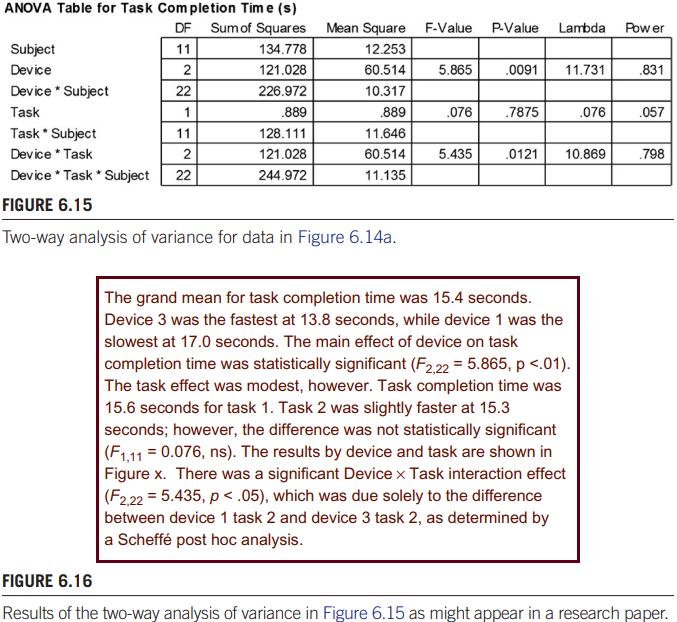 ANOVA Table for Task Completion Time (s)
DF Sum of Squares Mean Square F-Value P-Value Lambda Power
Subject 11 134.778 12.253
Device 2 121.028 60.514 5.865 .0091 11.731 .831
Device * Subject 22 226.972 10.317
Task 1 .889 .889 .076 .7875 .076 .057
Task * Subject 11 128.111 11.646
Device * Task 2 121.028 60.514 5.435 .0121 10.869 .798
Device * Task * Subject 22 244.972 11.135
FIGURE 6.15
Two-way analysis of variance for data in Figure 6.14a.
The grand mean for task completion time was 15.4 seconds.
Device 3 was the fastest at 13.8 seconds, while device 1 was the
slowest at 17.0 seconds. The main effect of device on task
completion time was statistically significant (F2,22 = 5.865, p <.01).
The task effect was modest, however. Task completion time was
15.6 seconds for task 1. Task 2 was slightly faster at 15.3
seconds; however, the difference was not statistically significant
(F1,11 = 0.076, ns). The results by device and task are shown in
Figure x. There was a significant Device × Task interaction effect
(F2,22 = 5.435, p < .05), which was due solely to the difference
between device 1 task 2 and device 3 task 2, as determined by
a Scheffé post hoc analysis.
FIGURE 6.16
Results of the two-way analysis of variance in Figure 6.15 as might appear in a research paper.